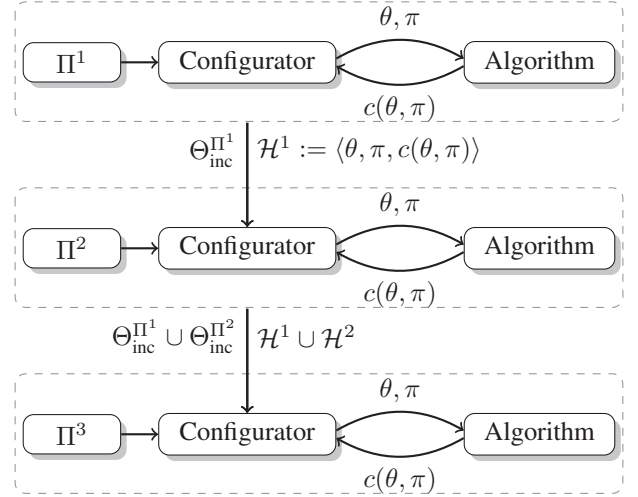 θ, π
Π¹ Configurator Algorithm
c(θ, π)
Θ_inc^{Π¹} ℋ¹ := ⟨θ, π, c(θ, π)⟩
θ, π
Π² Configurator Algorithm
c(θ, π)
Θ_inc^{Π¹} ∪ Θ_inc^{Π²} ℋ¹ ∪ ℋ²
θ, π
Π³ Configurator Algorithm
c(θ, π)